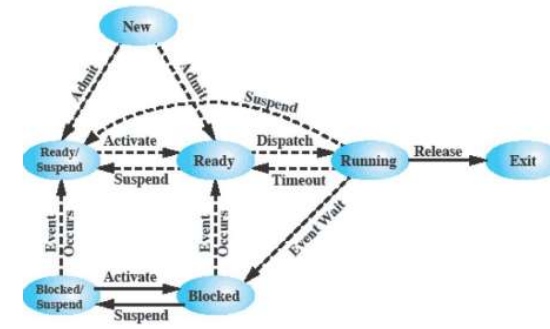 New
Admit
Admit
Suspend
Ready/
Suspend
Activate
Suspend
Ready
Dispatch
Timeout
Running
Release
Exit
Event
Occurs
Event
Occurs
Event Wait
Blocked/
Suspend
Activate
Suspend
Blocked